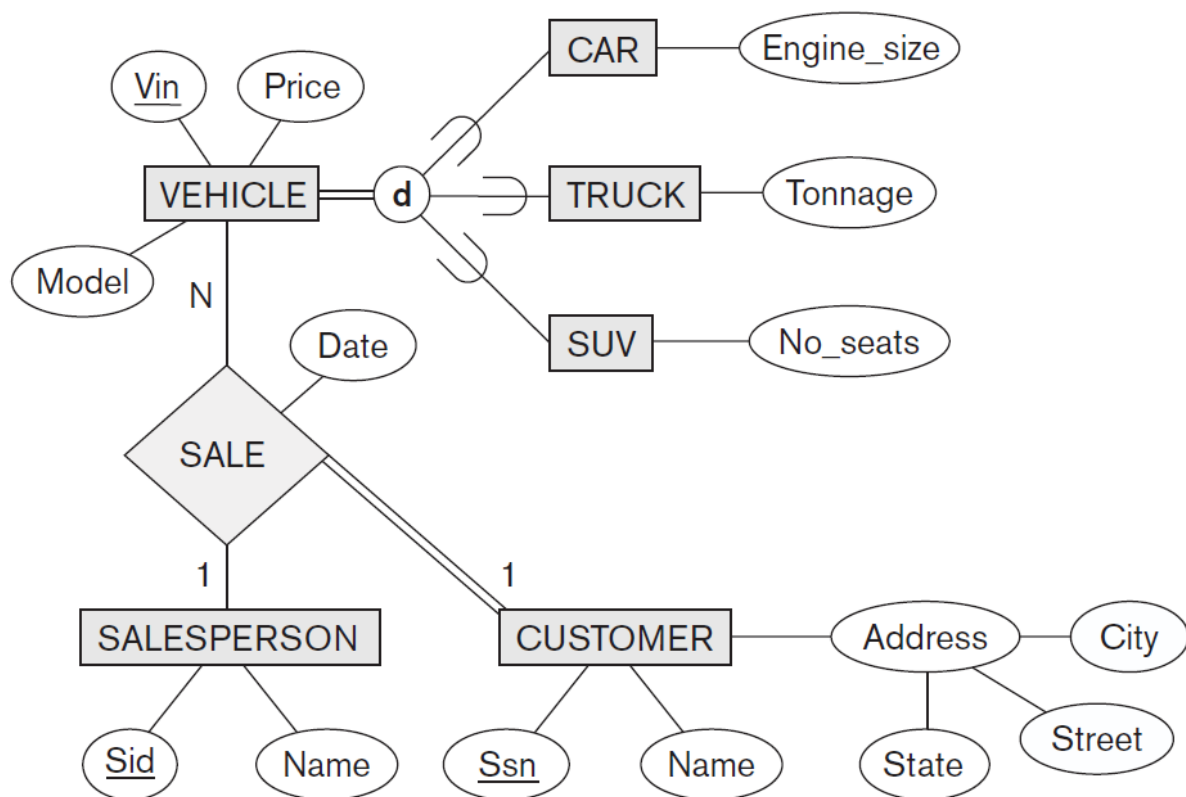 CAR
Engine_size
Vin
Price
VEHICLE
d
TRUCK
Tonnage
Model
N
SUV
No_seats
Date
SALE
1
1
SALESPERSON
CUSTOMER
Address
City
Sid
Name
Ssn
Name
State
Street